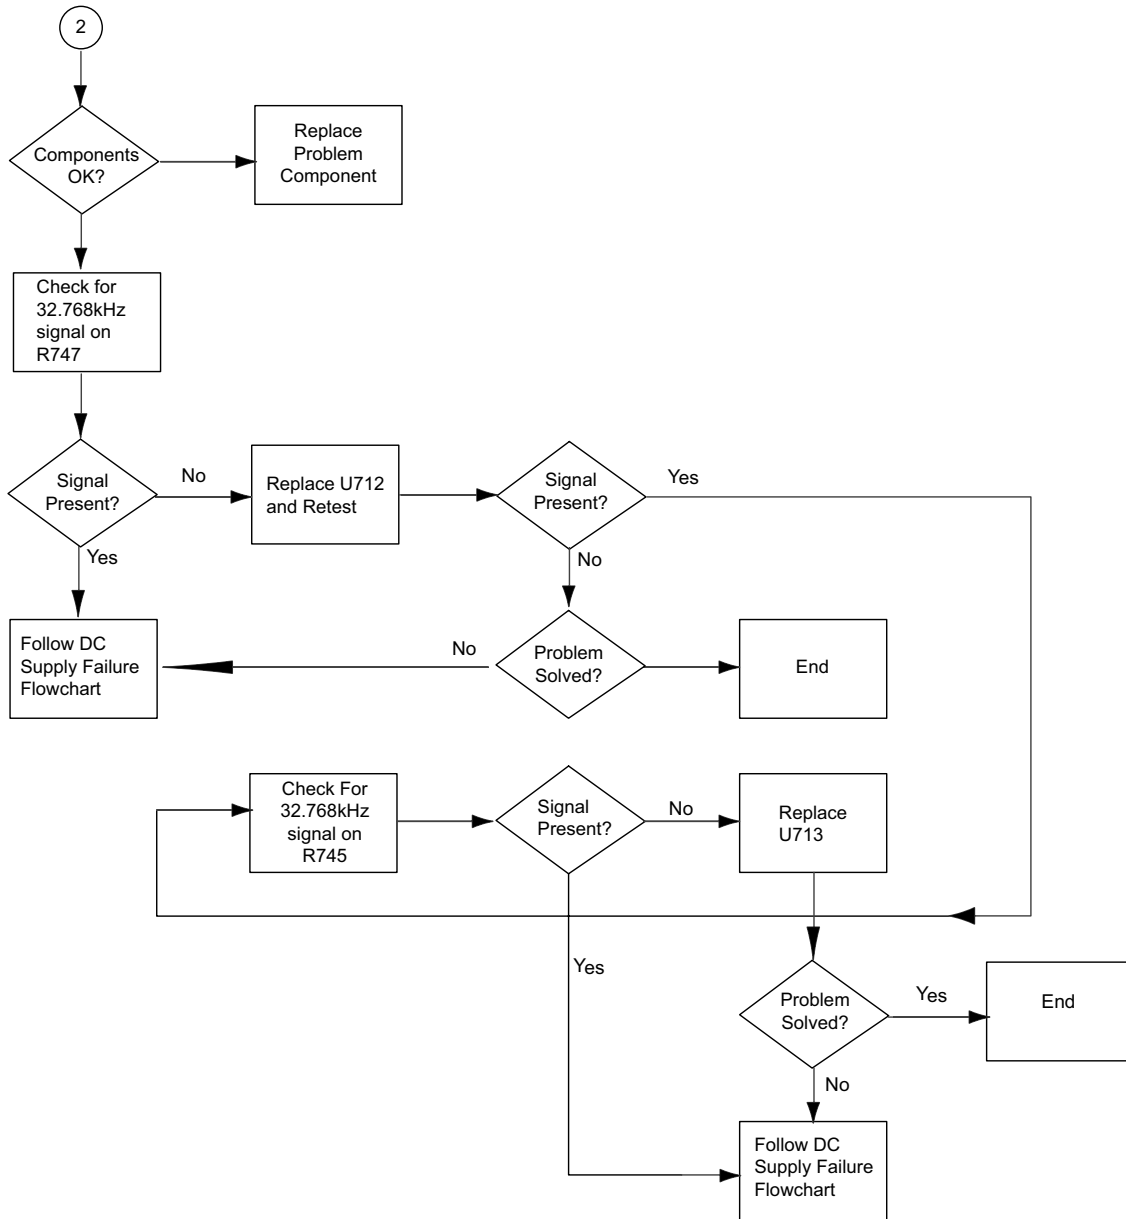 2
Components
OK?
Replace
Problem
Component
Check for
32.768kHz
signal on
R747
Signal
Present?
No
Replace U712
and Retest
Signal
Present?
Yes
Yes
No
Follow DC
Supply Failure
Flowchart
No
Problem
Solved?
End
Check For
32.768kHz
signal on
R745
Signal
Present?
No
Replace
U713
Yes
Problem
Solved?
Yes
End
No
Follow DC
Supply Failure
Flowchart